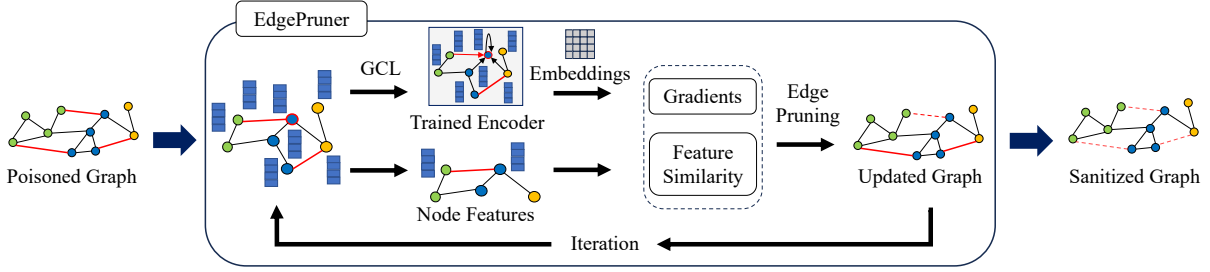 EdgePruner
GCL
Embeddings
Trained Encoder
Gradients
Edge
Pruning
Feature
Similarity
Poisoned Graph
Node Features
Updated Graph
Sanitized Graph
Iteration